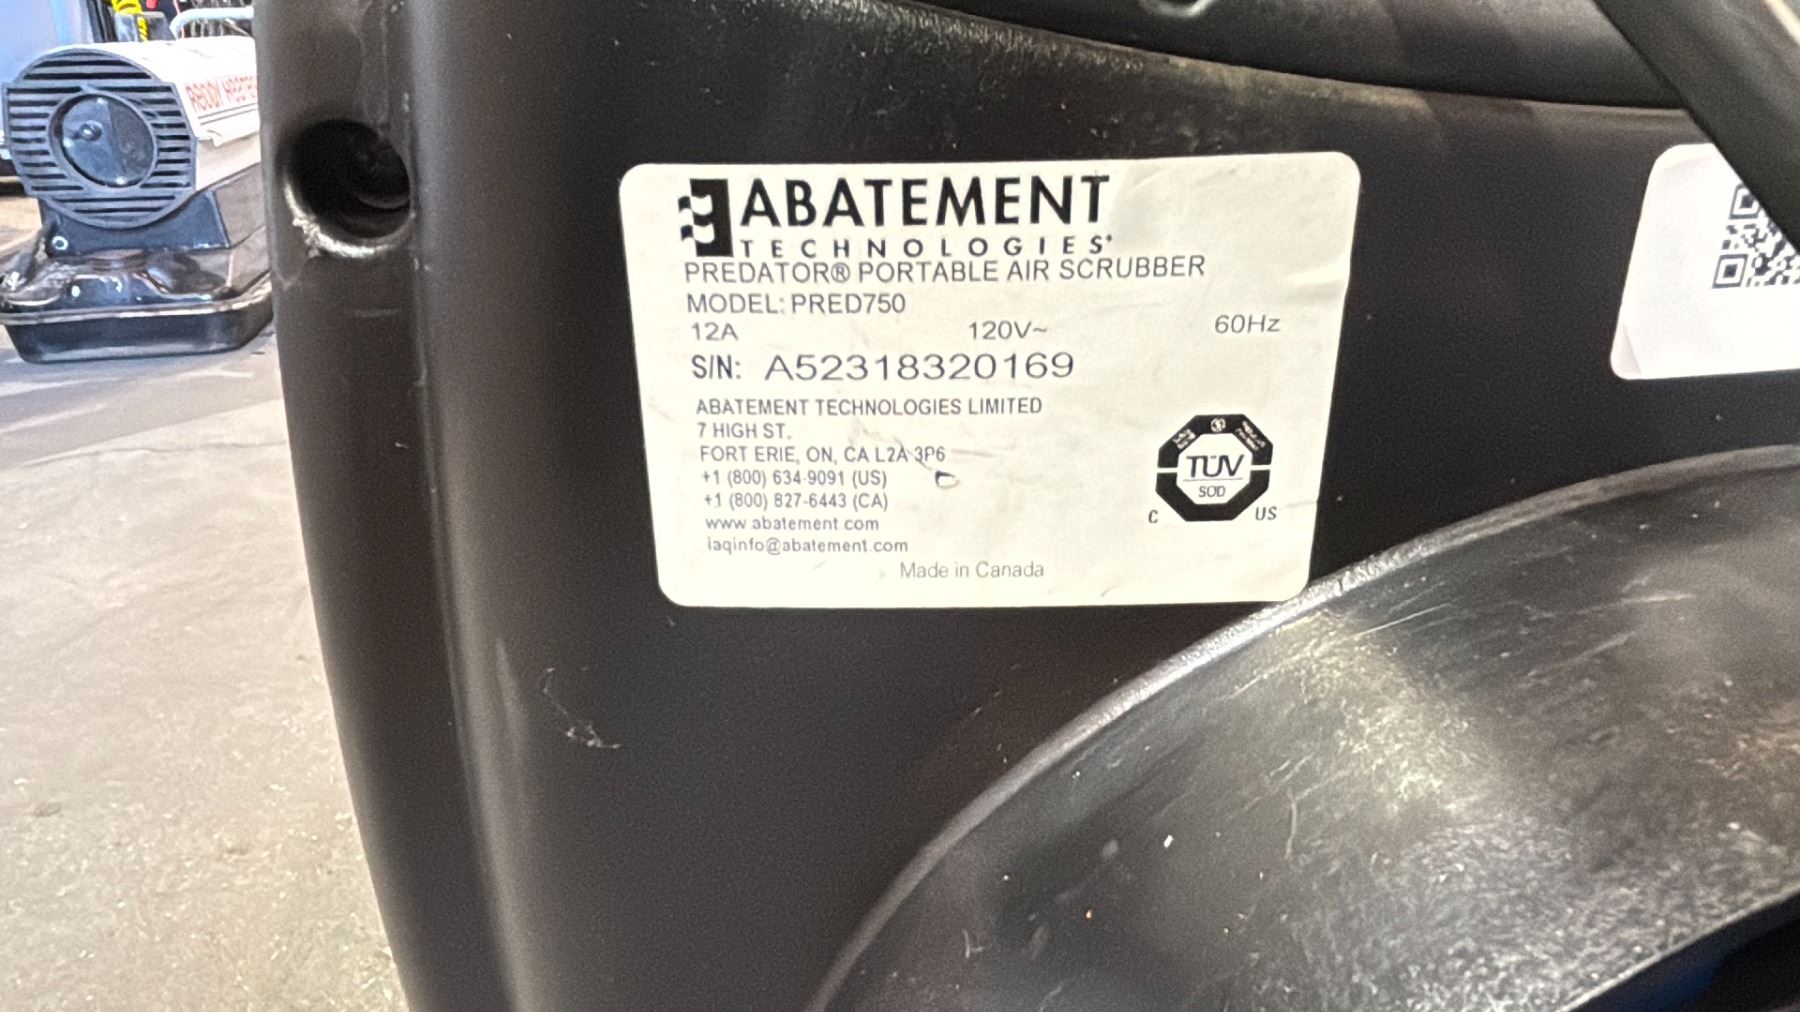 READY HEATER
ABATEMENT
TECHNOLOGIES®
PREDATOR® PORTABLE AIR SCRUBBER
MODEL: PRED750
12A 120V~ 60Hz
S/N: A52318320169
ABATEMENT TECHNOLOGIES LIMITED
7 HIGH ST.
FORT ERIE, ON, CA L2A 3P6
+1 (800) 634-9091 (US)
+1 (800) 827-6443 (CA)
www.abatement.com
iaqinfo@abatement.com
Made in Canada
TÜV
SÜD
C US